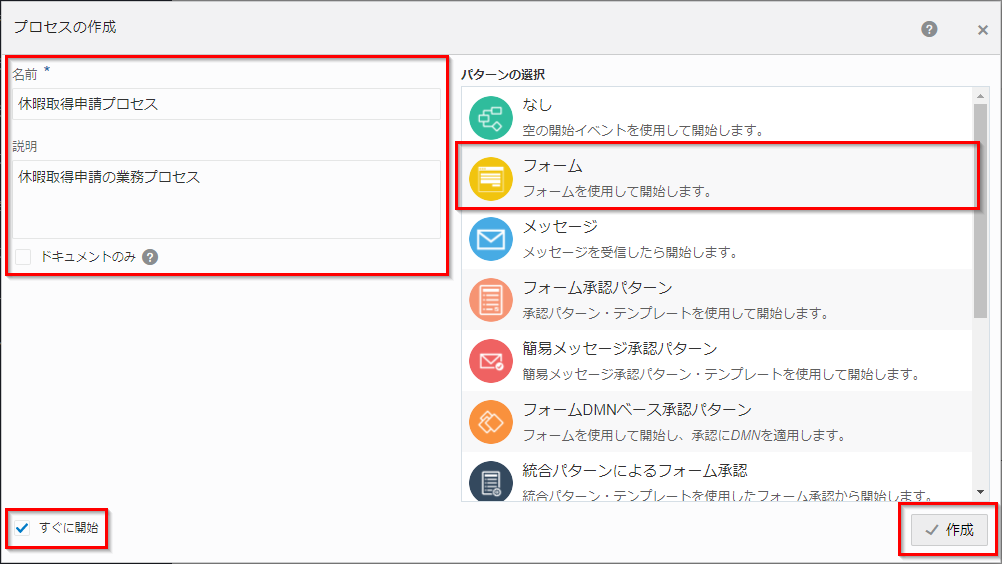 プロセスの作成
?
×
名前 *
休暇取得申請プロセス
説明
休暇取得申請の業務プロセス
ドキュメントのみ ?
パターンの選択
なし
空の開始イベントを使用して開始します。
フォーム
フォームを使用して開始します。
メッセージ
メッセージを受信したら開始します。
フォーム承認パターン
承認パターン・テンプレートを使用して開始します。
簡易メッセージ承認パターン
簡易メッセージ承認パターン・テンプレートを使用して開始します。
フォームDMNベース承認パターン
フォームを使用して開始し、承認にDMNを適用します。
統合パターンによるフォーム承認
統合パターン・テンプレートを使用したフォーム承認から開始します。
すぐに開始
作成